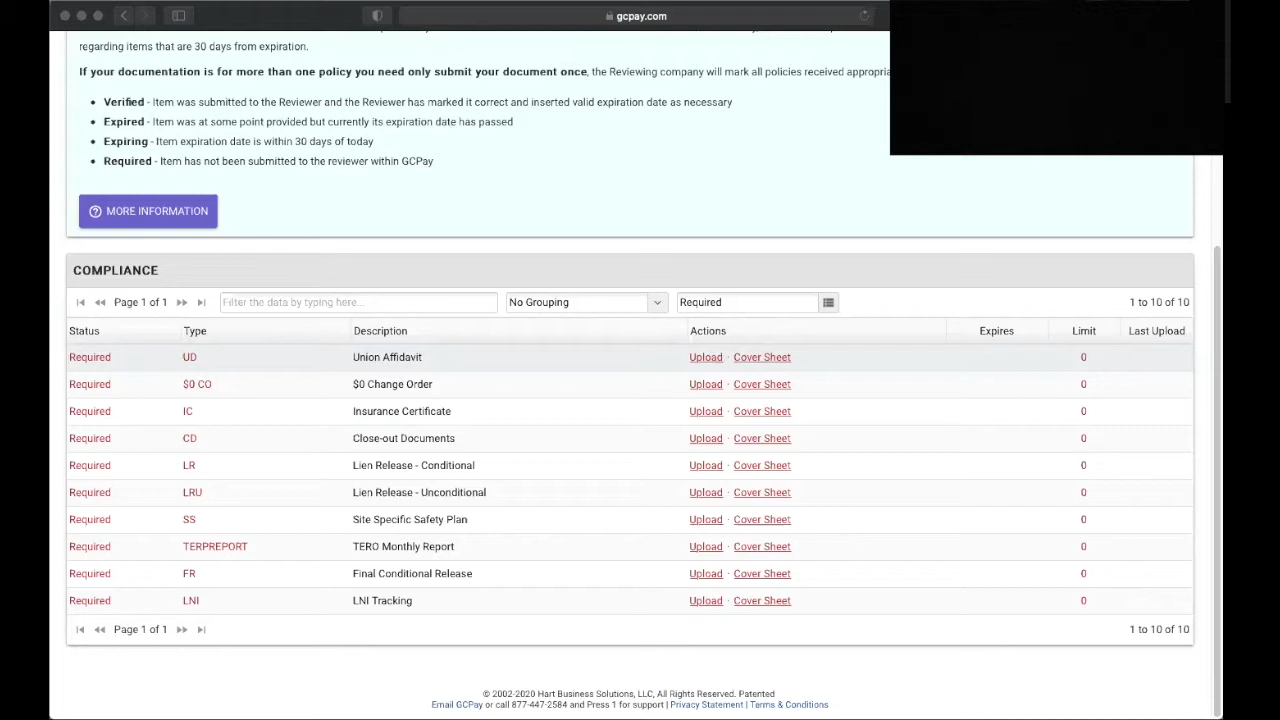 gcpay.com
regarding items that are 30 days from expiration.
If your documentation is for more than one policy you need only submit your document once, the Reviewing company will mark all policies received
Verified - Item was submitted to the Reviewer and the Reviewer has marked it correct and inserted valid expiration date as necessary
Expired - Item was at some point provided but currently its expiration date has passed
Expiring - Item expiration date is within 30 days of today
Required - Item has not been submitted to the reviewer within GCPay
MORE INFORMATION
COMPLIANCE
Page 1 of 1 Filter the data by typing here... No Grouping Required 1 to 10 of 10
Status Type Description Actions Expires Limit Last Upload
Required UD Union Affidavit Upload · Cover Sheet 0
Required $0 CO $0 Change Order Upload · Cover Sheet 0
Required IC Insurance Certificate Upload · Cover Sheet 0
Required CD Close-out Documents Upload · Cover Sheet 0
Required LR Lien Release - Conditional Upload · Cover Sheet 0
Required LRU Lien Release - Unconditional Upload · Cover Sheet 0
Required SS Site Specific Safety Plan Upload · Cover Sheet 0
Required TERPREPORT TERO Monthly Report Upload · Cover Sheet 0
Required FR Final Conditional Release Upload · Cover Sheet 0
Required LNI LNI Tracking Upload · Cover Sheet 0
Page 1 of 1 1 to 10 of 10
© 2002-2020 Hart Business Solutions, LLC, All Rights Reserved. Patented
Email GCPay or call 877-447-2584 and Press 1 for support | Privacy Statement | Terms & Conditions